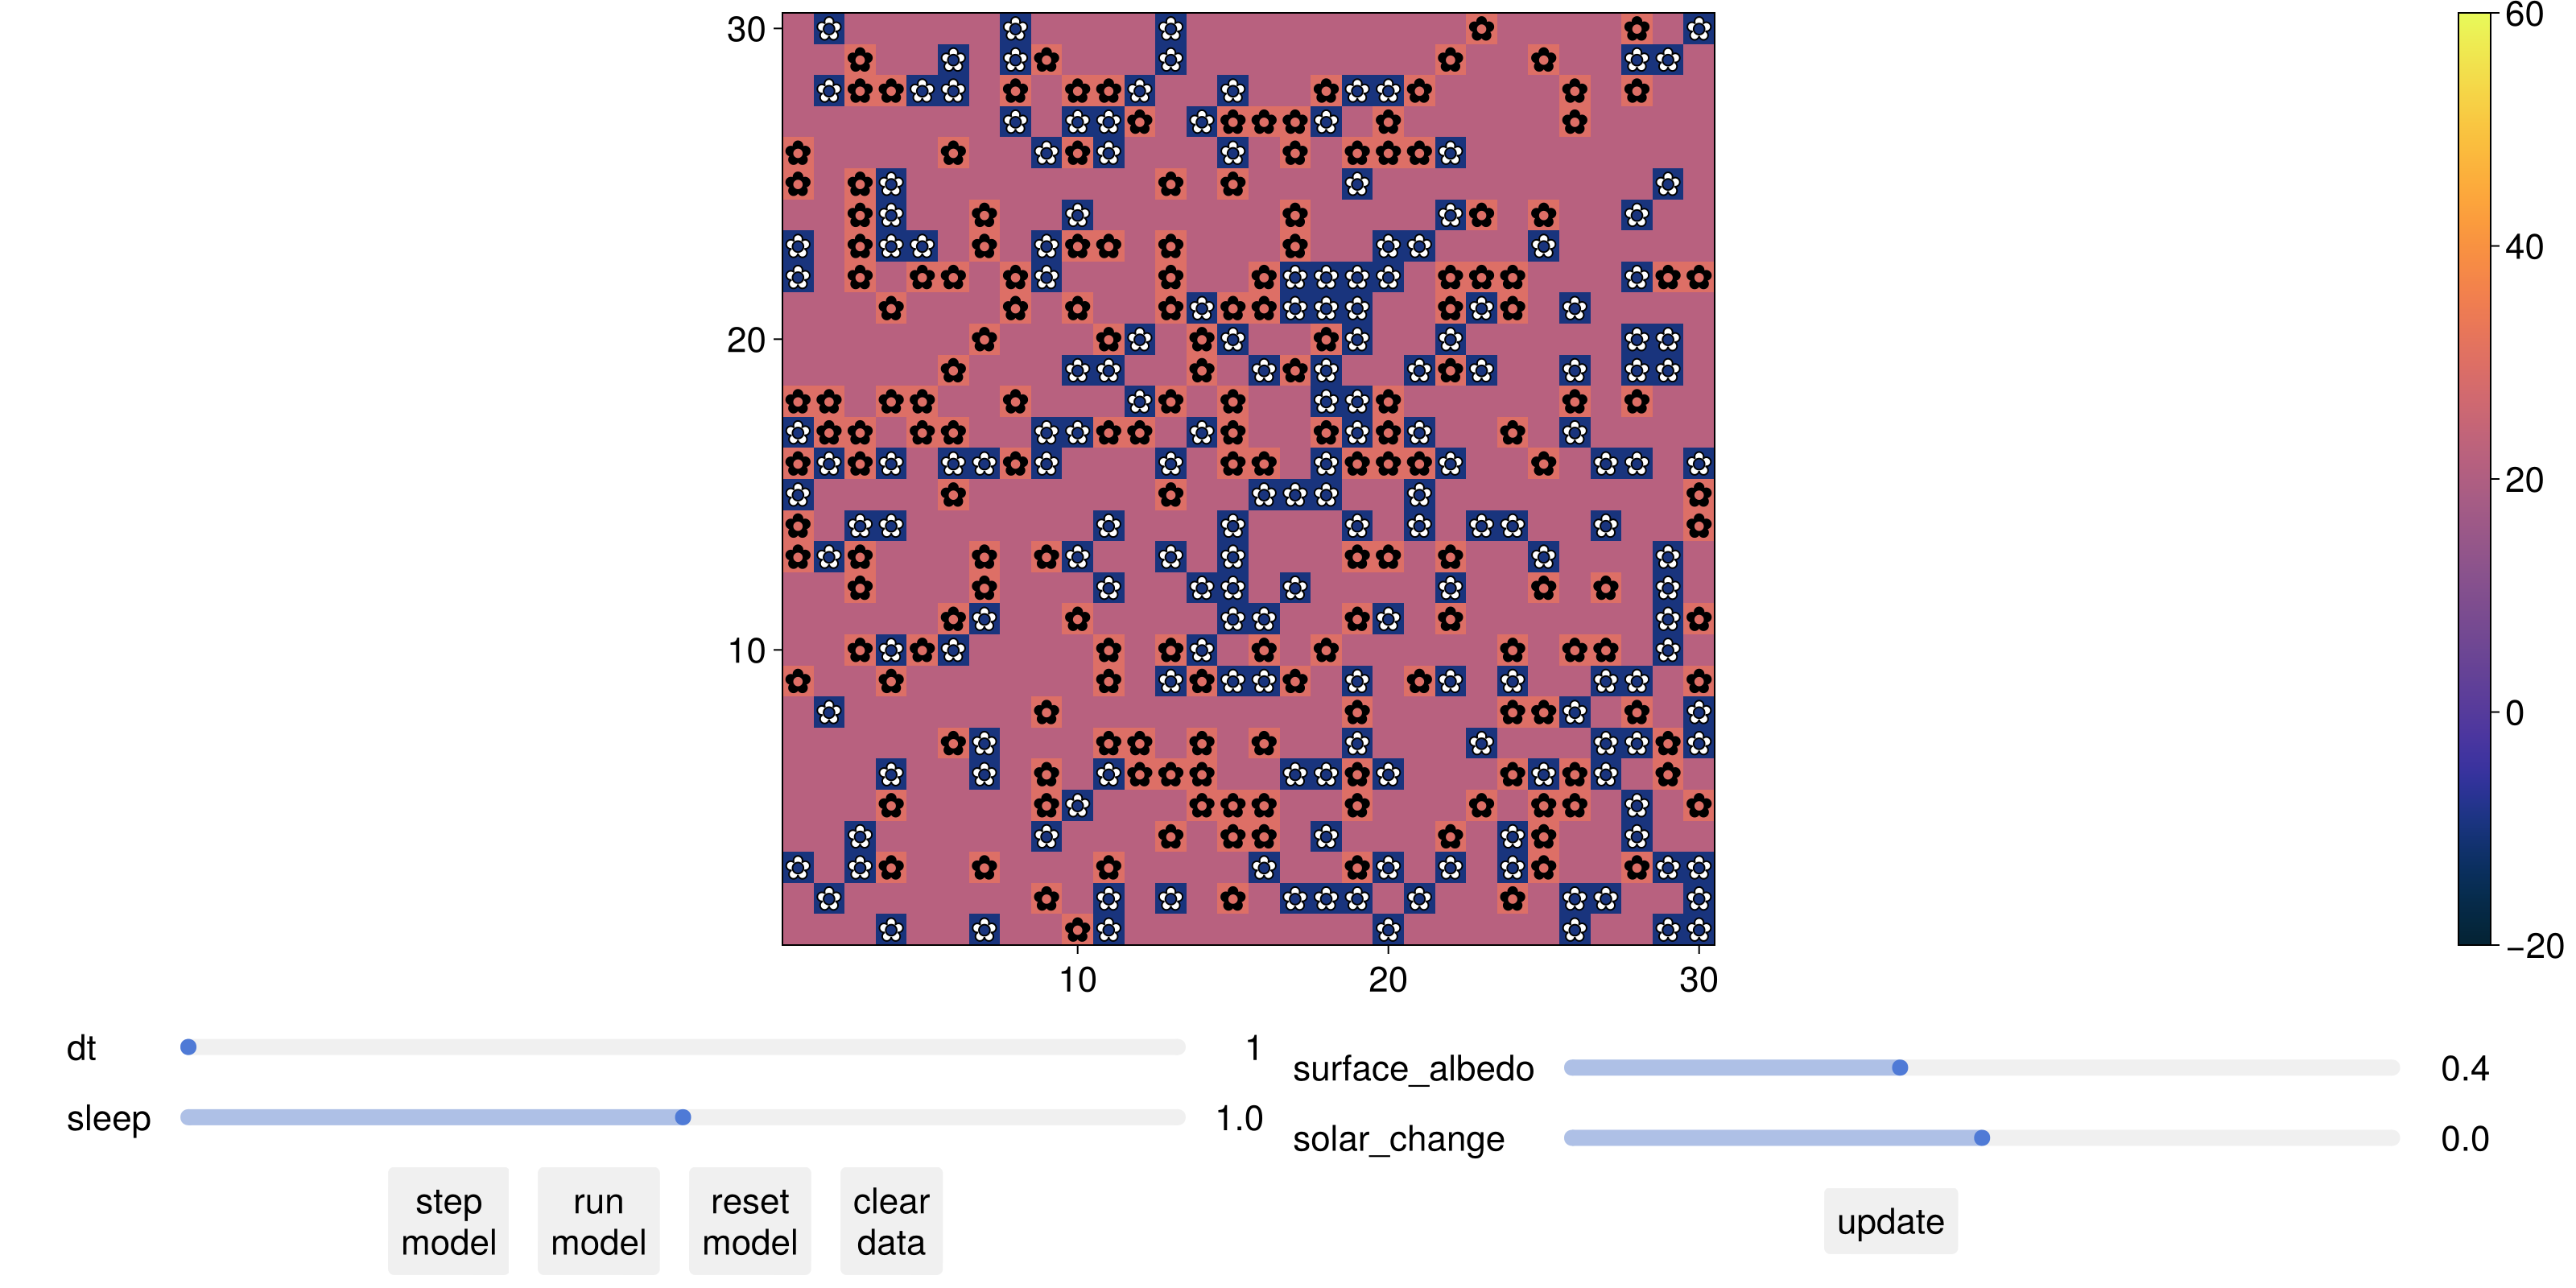 30
20
10
10
20
30
60
40
20
0
−20
dt
1
sleep
1.0
surface_albedo
0.4
solar_change
0.0
step
model
run
model
reset
model
clear
data
update